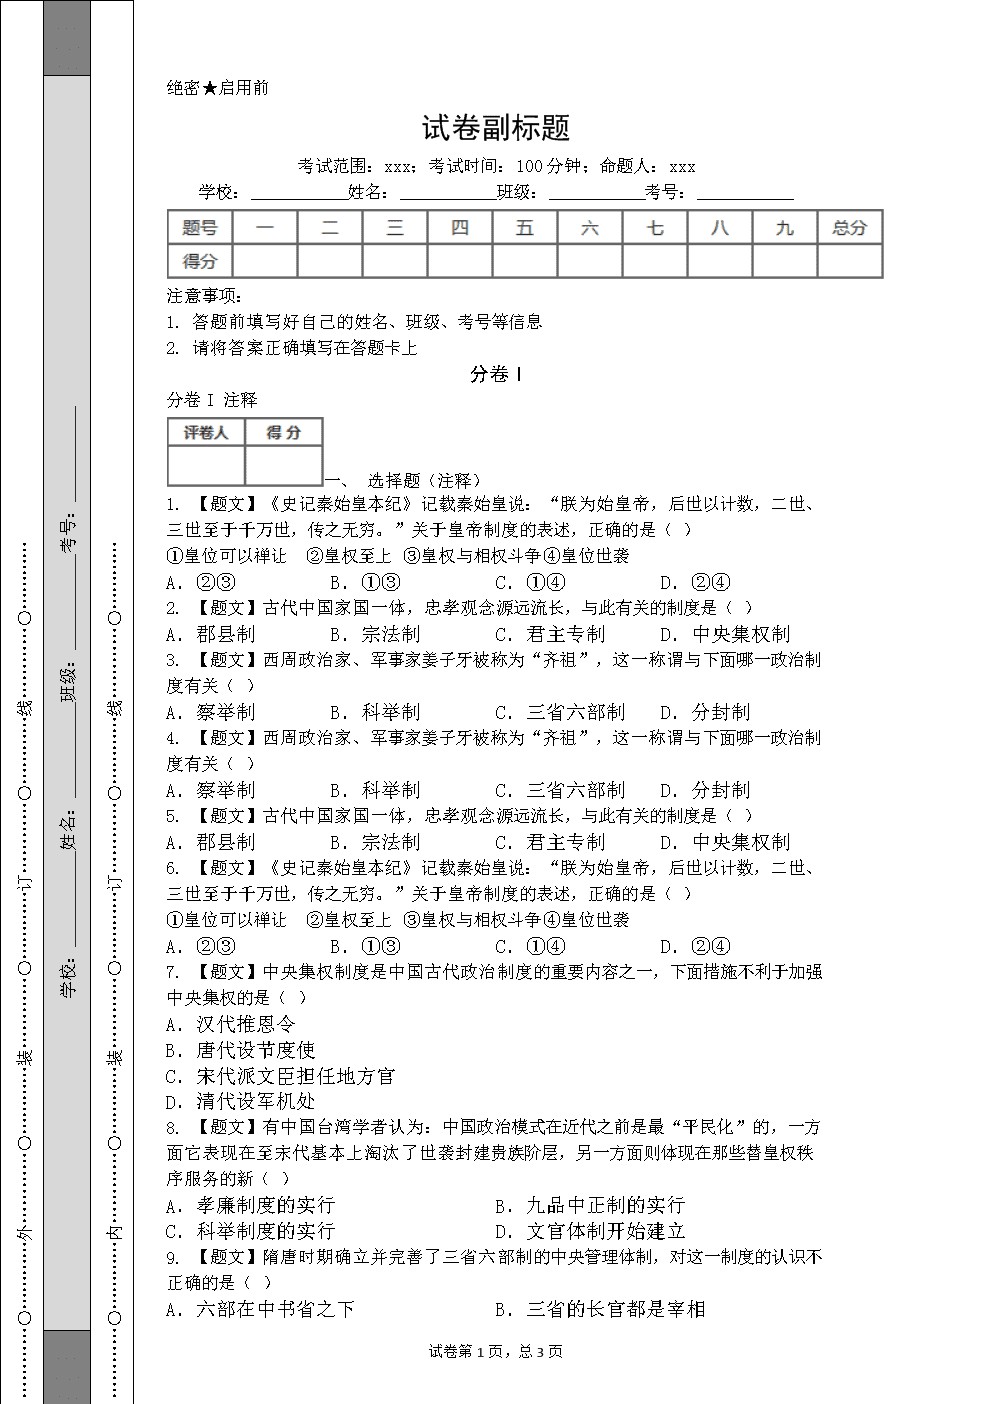 绝密★启用前
试卷副标题
考试范围：xxx；考试时间：100分钟；命题人：xxx
学校：___________姓名：___________班级：___________考号：___________
题号 一 二 三 四 五 六 七 八 九 总分
得分
注意事项：
1. 答题前填写好自己的姓名、班级、考号等信息
2. 请将答案正确填写在答题卡上
分卷I
分卷I 注释
评卷人 得 分
一、 选择题（注释）
1. 【题文】《史记秦始皇本纪》记载秦始皇说：“朕为始皇帝，后世以计数，二世、
三世至于千万世，传之无穷。”关于皇帝制度的表述，正确的是（ ）
①皇位可以禅让 ②皇权至上 ③皇权与相权斗争④皇位世袭
A．②③ B．①③ C．①④ D．②④
2. 【题文】古代中国家国一体，忠孝观念源远流长，与此有关的制度是（ ）
A．郡县制 B．宗法制 C．君主专制 D．中央集权制
3. 【题文】西周政治家、军事家姜子牙被称为“齐祖”，这一称谓与下面哪一政治制
度有关（ ）
A．察举制 B．科举制 C．三省六部制 D．分封制
4. 【题文】西周政治家、军事家姜子牙被称为“齐祖”，这一称谓与下面哪一政治制
度有关（ ）
A．察举制 B．科举制 C．三省六部制 D．分封制
5. 【题文】古代中国家国一体，忠孝观念源远流长，与此有关的制度是（ ）
A．郡县制 B．宗法制 C．君主专制 D．中央集权制
6. 【题文】《史记秦始皇本纪》记载秦始皇说：“朕为始皇帝，后世以计数，二世、
三世至于千万世，传之无穷。”关于皇帝制度的表述，正确的是（ ）
①皇位可以禅让 ②皇权至上 ③皇权与相权斗争④皇位世袭
A．②③ B．①③ C．①④ D．②④
7. 【题文】中央集权制度是中国古代政治制度的重要内容之一，下面措施不利于加强
中央集权的是（ ）
A．汉代推恩令
B．唐代设节度使
C．宋代派文臣担任地方官
D．清代设军机处
8. 【题文】有中国台湾学者认为：中国政治模式在近代之前是最“平民化”的，一方
面它表现在至宋代基本上淘汰了世袭封建贵族阶层，另一方面则体现在那些替皇权秩
序服务的新（ ）
A．孝廉制度的实行 B．九品中正制的实行
C．科举制度的实行 D．文官体制开始建立
9. 【题文】隋唐时期确立并完善了三省六部制的中央管理体制，对这一制度的认识不
正确的是（ ）
A．六部在中书省之下 B．三省的长官都是宰相
试卷第1页，总3页
…………○…………外…………○…………装…………○…………订…………○…………线…………○…………
学校：___________姓名：___________班级：___________考号：___________
…………○…………内…………○…………装…………○…………订…………○…………线…………○…………